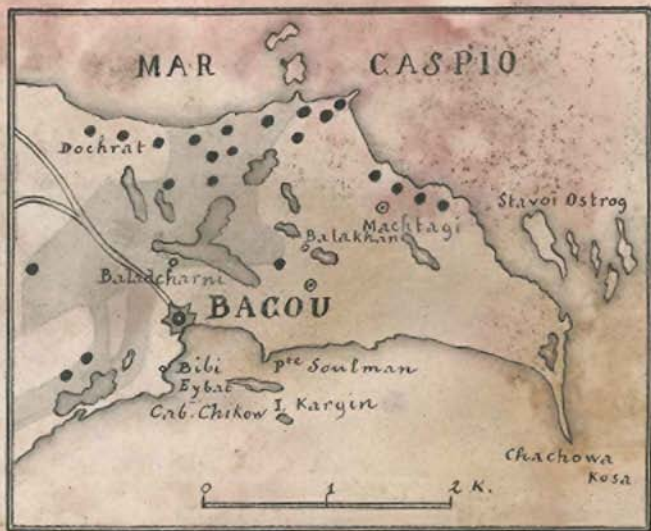 MAR CASPIO
Dochrat
Stavoi Ostrog
Machtagi
Balakhan
Baladcharni
BACOU
Bibi
Eybat
Pte Soulman
Cab. Chikow
I. Kargin
Chachowa
Kosa
0 1 2 K.